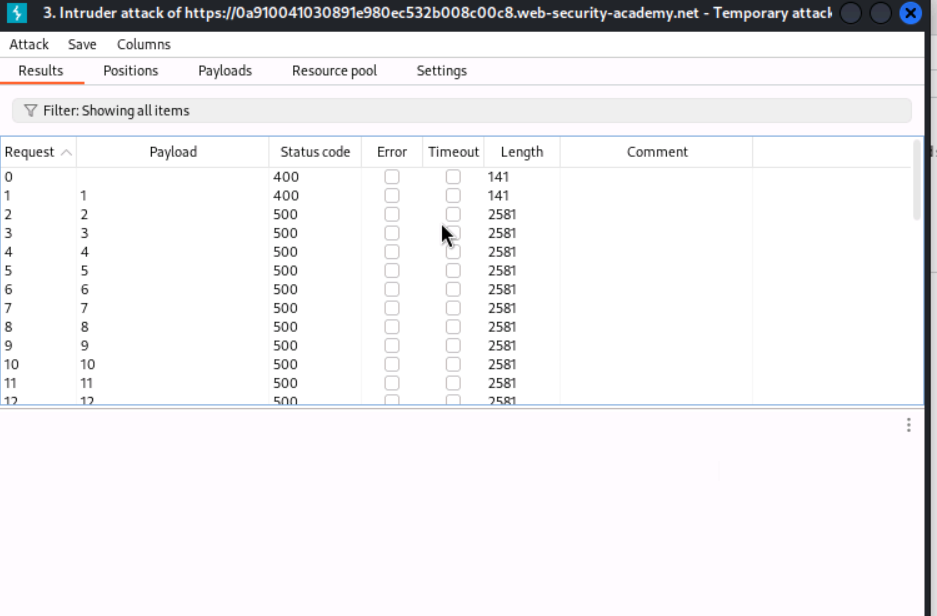 3. Intruder attack of https://0a910041030891e980ec532b008c00c8.web-security-academy.net - Temporary attack
Attack Save Columns
Results Positions Payloads Resource pool Settings
Filter: Showing all items
Request Payload Status code Error Timeout Length Comment
0 400 141
1 1 400 141
2 2 500 2581
3 3 500 2581
4 4 500 2581
5 5 500 2581
6 6 500 2581
7 7 500 2581
8 8 500 2581
9 9 500 2581
10 10 500 2581
11 11 500 2581
12 12 500 2581